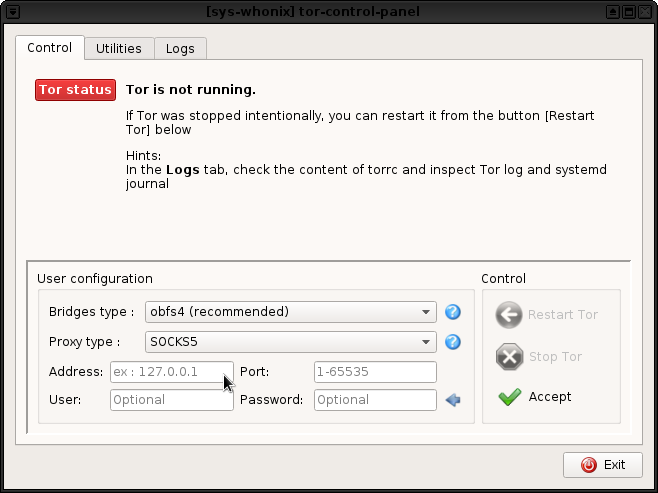 [sys-whonix] tor-control-panel
Control Utilities Logs
Tor status Tor is not running.
If Tor was stopped intentionally, you can restart it from the button [Restart
Tor] below
Hints:
In the Logs tab, check the content of torrc and inspect Tor log and systemd
journal
User configuration
Bridges type : obfs4 (recommended) ?
Proxy type : SOCKS5 ?
Address: ex : 127.0.0.1 Port: 1-65535
User: Optional Password: Optional
Control
Restart Tor
Stop Tor
Accept
Exit